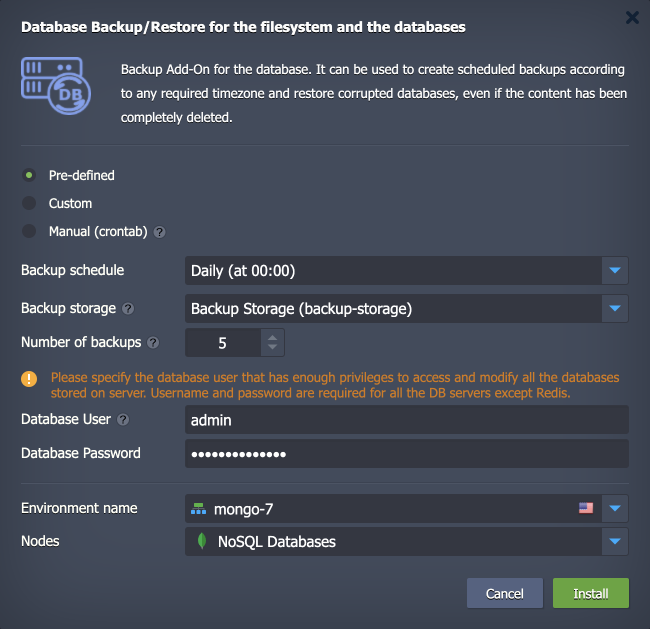 Database Backup/Restore for the filesystem and the databases
DB
Backup Add-On for the database. It can be used to create scheduled backups according
to any required timezone and restore corrupted databases, even if the content has been
completely deleted.
Pre-defined
Custom
Manual (crontab) ?
Backup schedule Daily (at 00:00)
Backup storage ? Backup Storage (backup-storage)
Number of backups ? 5
! Please specify the database user that has enough privileges to access and modify all the databases
stored on server. Username and password are required for all the DB servers except Redis.
Database User ? admin
Database Password ••••••••••••••
Environment name mongo-7
Nodes NoSQL Databases
Cancel Install